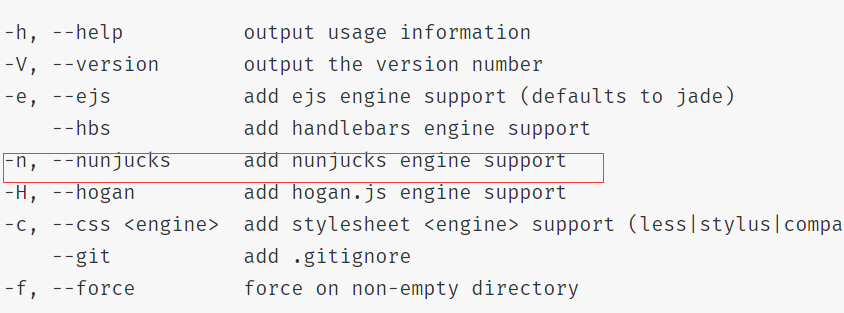 -h, --help output usage information
-V, --version output the version number
-e, --ejs add ejs engine support (defaults to jade)
--hbs add handlebars engine support
-n, --nunjucks add nunjucks engine support
-H, --hogan add hogan.js engine support
-c, --css <engine> add stylesheet <engine> support (less|stylus|compa
--git add .gitignore
-f, --force force on non-empty directory